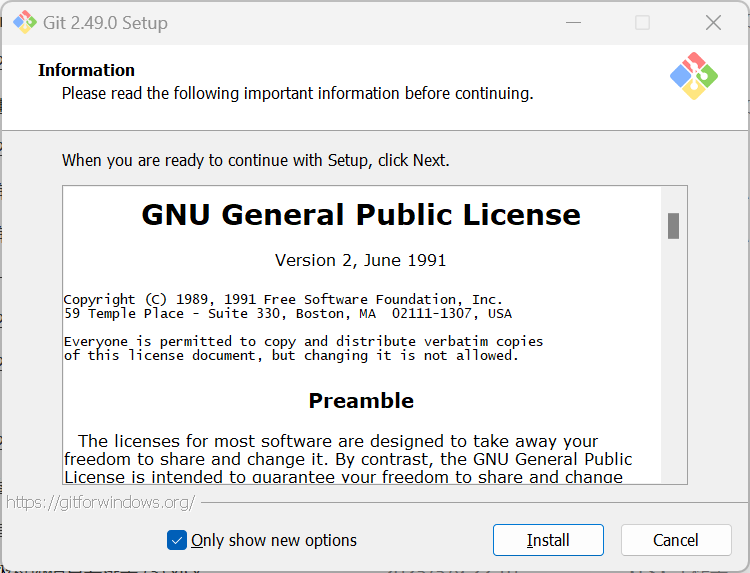 Git 2.49.0 Setup
Information
Please read the following important information before continuing.
When you are ready to continue with Setup, click Next.
GNU General Public License
Version 2, June 1991
Copyright (C) 1989, 1991 Free Software Foundation, Inc.
59 Temple Place - Suite 330, Boston, MA  02111-1307, USA
Everyone is permitted to copy and distribute verbatim copies
of this license document, but changing it is not allowed.
Preamble
The licenses for most software are designed to take away your
freedom to share and change it. By contrast, the GNU General Public
License is intended to guarantee your freedom to share and change
https://gitforwindows.org/
Only show new options
Install
Cancel